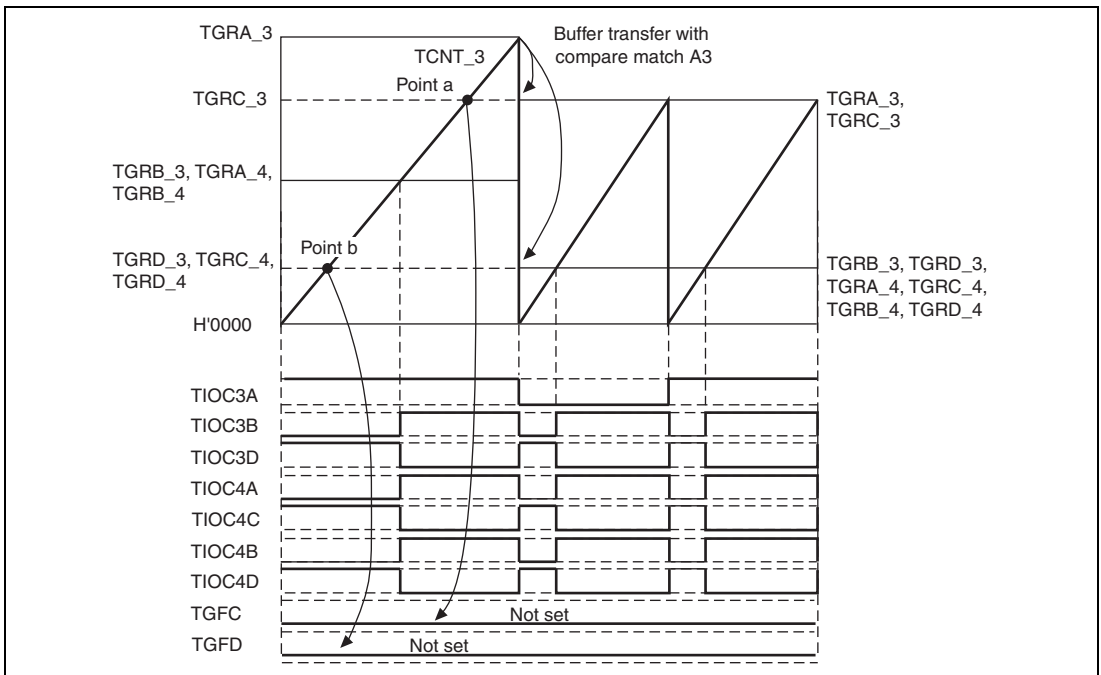 TGRA_3
TCNT_3
Buffer transfer with
compare match A3
Point a
TGRC_3
TGRA_3,
TGRC_3
TGRB_3, TGRA_4,
TGRB_4
Point b
TGRD_3, TGRC_4,
TGRD_4
TGRB_3, TGRD_3,
TGRA_4, TGRC_4,
TGRB_4, TGRD_4
H'0000
TIOC3A
TIOC3B
TIOC3D
TIOC4A
TIOC4C
TIOC4B
TIOC4D
TGFC
Not set
TGFD
Not set